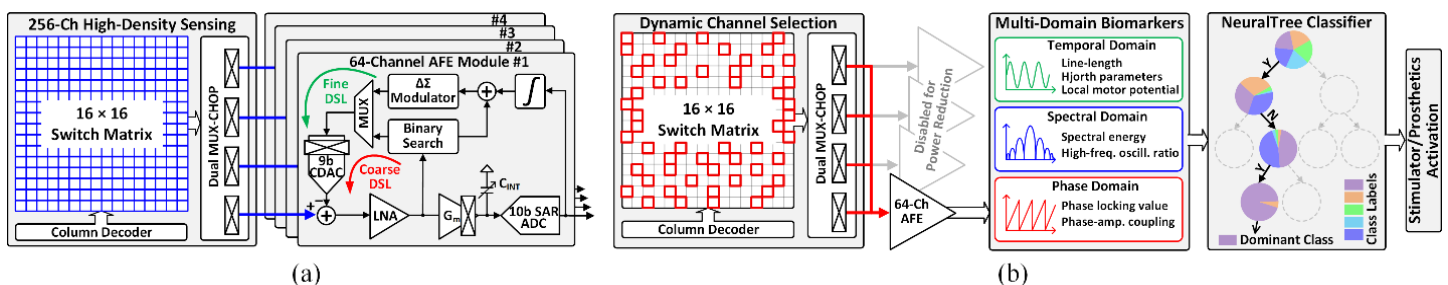 256-Ch High-Density Sensing
16 × 16
Switch Matrix
Column Decoder
Dual MUX-CHOP
#4
#3
#2
64-Channel AFE Module #1
Fine
DSL
MUX
ΔΣ
Modulator
+
∫
Binary
Search
9b
CDAC
Coarse
DSL
+
−
+
LNA
Gm
CINT
10b SAR
ADC
(a)
Dynamic Channel Selection
16 × 16
Switch Matrix
Column Decoder
Dual MUX-CHOP
Disabled for
Power Reduction
64-Ch
AFE
Multi-Domain Biomarkers
Temporal Domain
Line-length
Hjorth parameters
Local motor potential
Spectral Domain
Spectral energy
High-freq. oscill. ratio
Phase Domain
Phase locking value
Phase-amp. coupling
NeuralTree Classifier
Y
N
Y
Class Labels
Dominant Class
Stimulator/Prosthetics
Activation
(b)